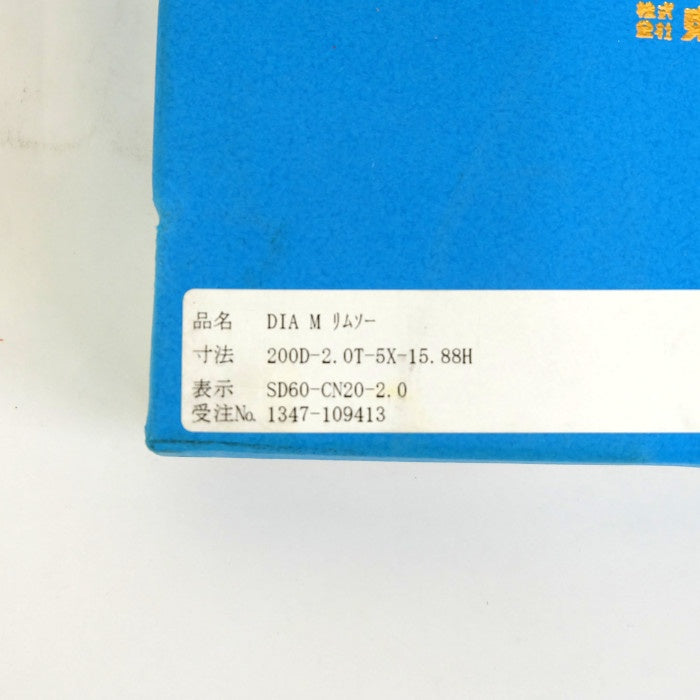 株式
会社
品名 DIA M ﾘﾑｿｰ
寸法 200D-2.0T-5X-15.88H
表示 SD60-CN20-2.0
受注№ 1347-109413